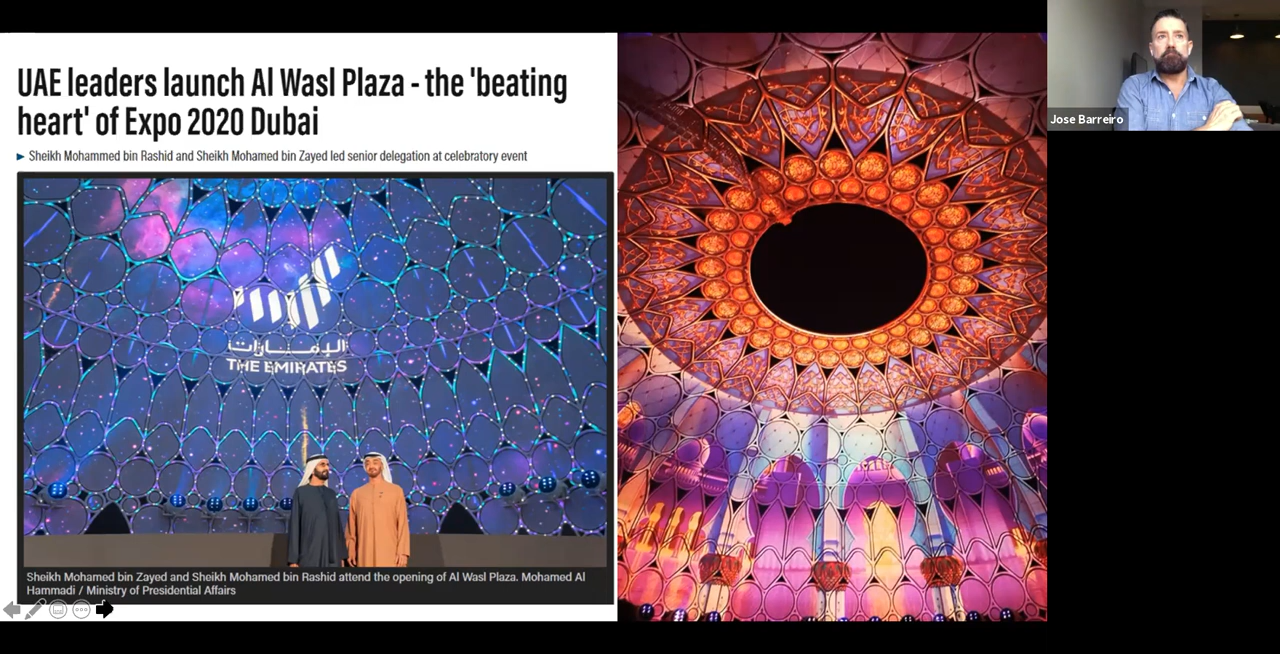 UAE leaders launch Al Wasl Plaza - the 'beating
heart' of Expo 2020 Dubai
Sheikh Mohammed bin Rashid and Sheikh Mohamed bin Zayed led senior delegation at celebratory event
الإمارات
THE EMIRATES
Sheikh Mohamed bin Zayed and Sheikh Mohamed bin Rashid attend the opening of Al Wasl Plaza. Mohamed Al
Hammadi / Ministry of Presidential Affairs
Jose Barreiro